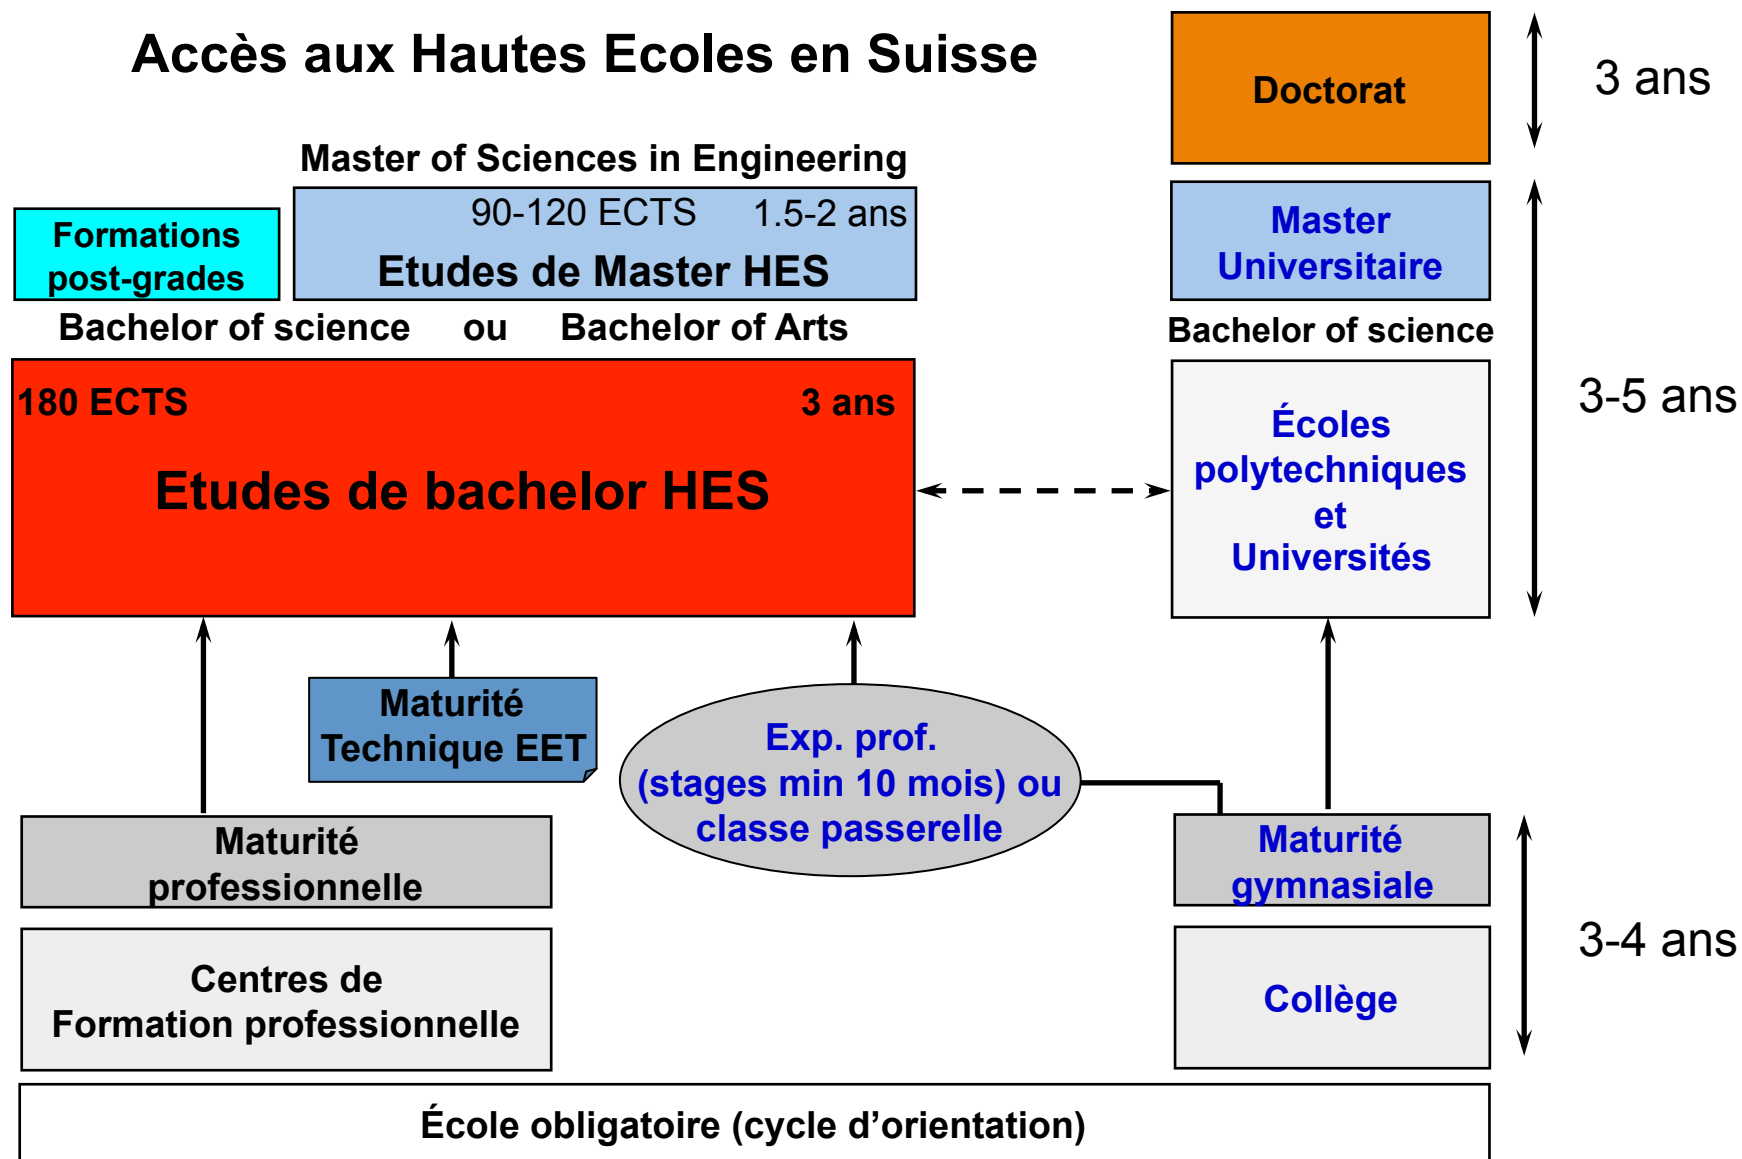 Accès aux Hautes Ecoles en Suisse
Doctorat
3 ans
Master of Sciences in Engineering
90-120 ECTS 1.5-2 ans
Etudes de Master HES
Formations
post-grades
Master
Universitaire
Bachelor of science ou Bachelor of Arts
Bachelor of science
180 ECTS 3 ans
Etudes de bachelor HES
Écoles
polytechniques
et
Universités
3-5 ans
Maturité
Technique EET
Exp. prof.
(stages min 10 mois) ou
classe passerelle
Maturité
professionnelle
Maturité
gymnasiale
Centres de
Formation professionnelle
Collège
3-4 ans
École obligatoire (cycle d’orientation)